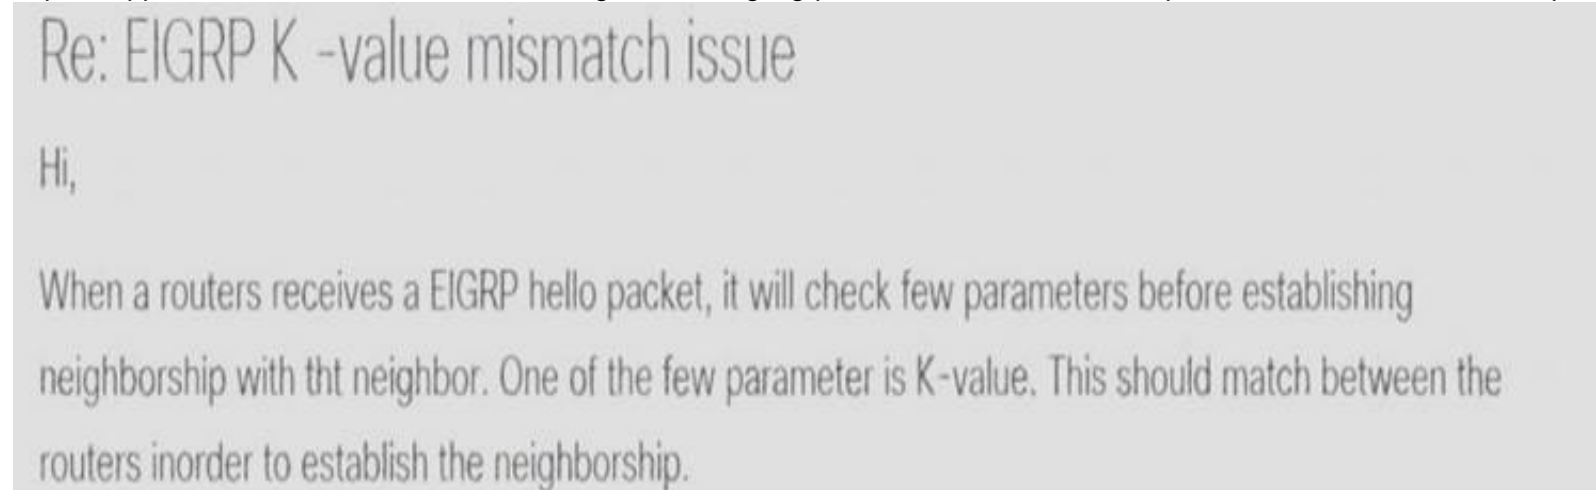 Re: EIGRP K -value mismatch issue
Hi,
When a routers receives a EIGRP hello packet, it will check few parameters before establishing
neighborship with tht neighbor. One of the few parameter is K-value. This should match between the
routers inorder to establish the neighborship.